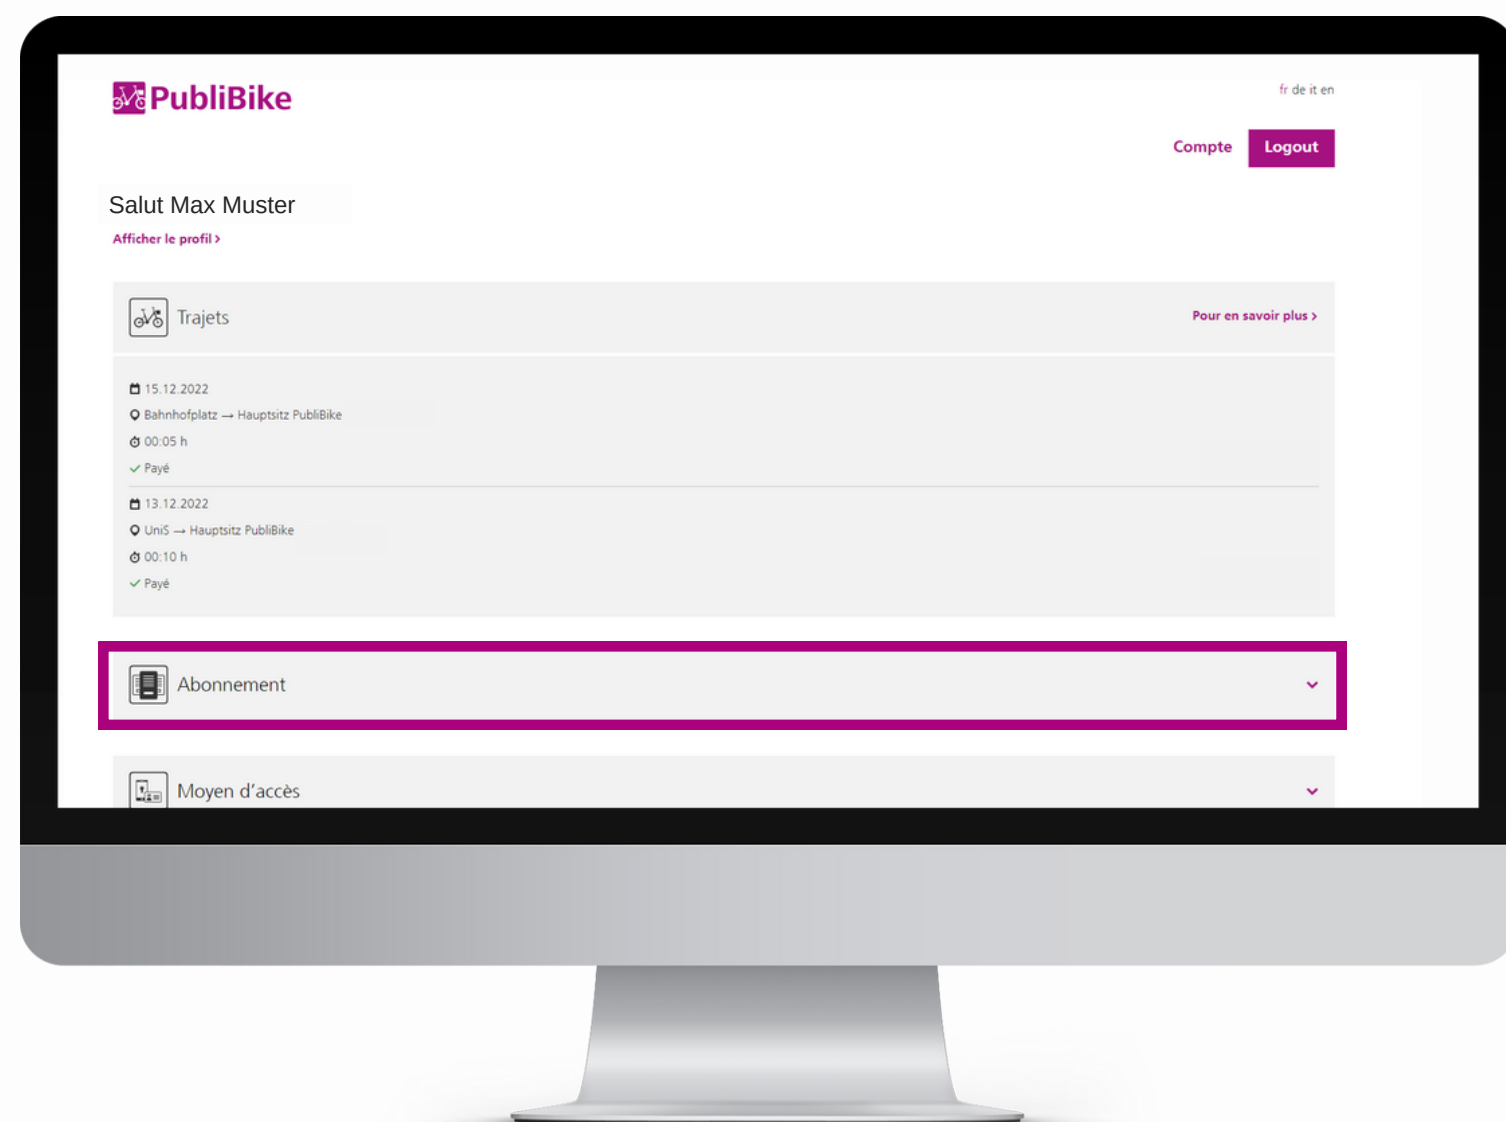 PubliBike
fr de it en
Compte Logout
Salut Max Muster
Afficher le profil >
Trajets
Pour en savoir plus >
15.12.2022
Bahnhofplatz → Hauptsitz PubliBike
00:05 h
Payé
13.12.2022
UniS → Hauptsitz PubliBike
00:10 h
Payé
Abonnement
Moyen d'accès